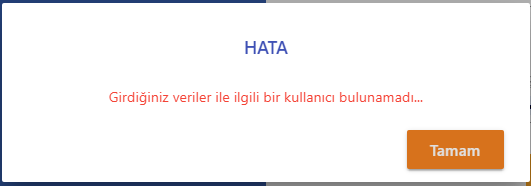 HATA
Girdiğiniz veriler ile ilgili bir kullanıcı bulunamadı...
Tamam